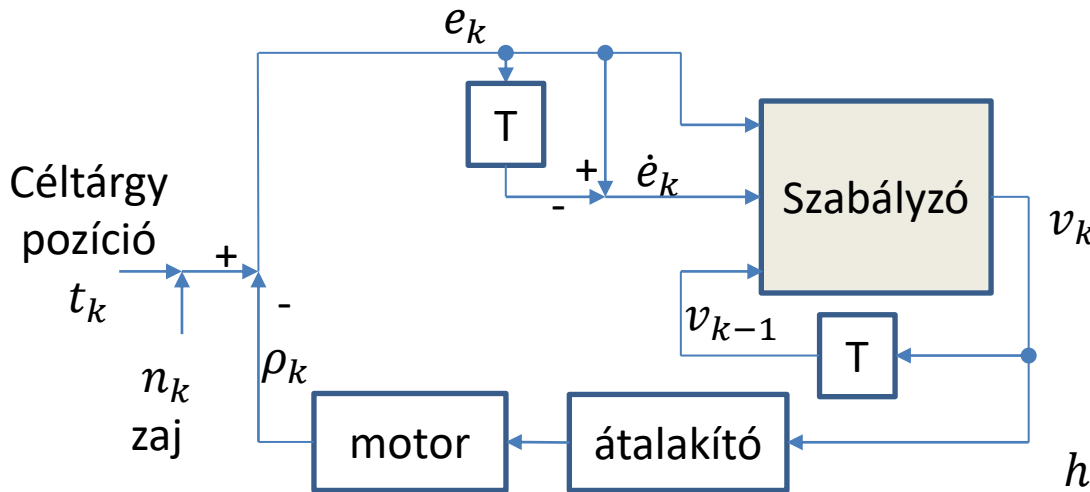 e_k
T
+
ė_k
-
Szabályzó
v_k
Céltárgy
pozíció
+
t_k
-
n_k
zaj
ρ_k
v_{k-1}
T
motor
átalakító
h